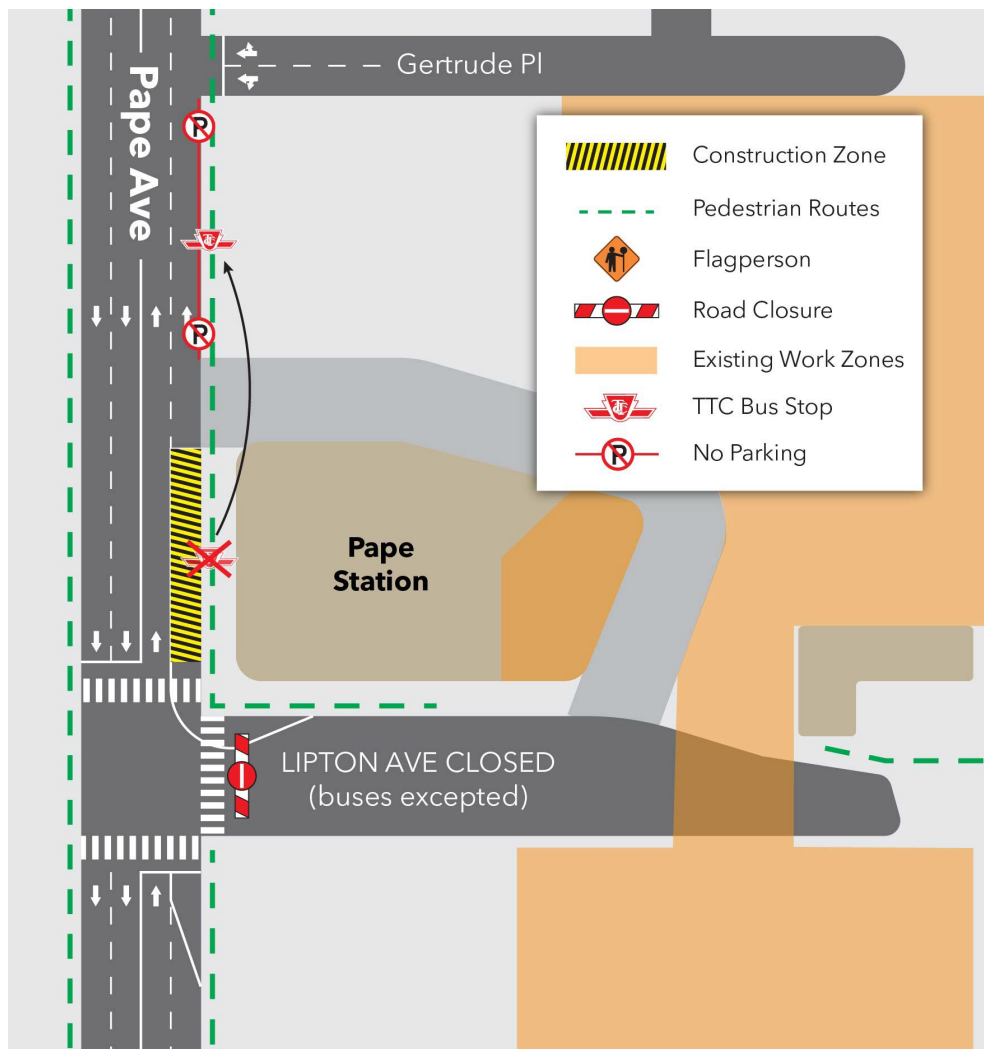 Pape Ave
Gertrude Pl
P
P
Construction Zone
Pedestrian Routes
Flagperson
Road Closure
Existing Work Zones
TTC Bus Stop
P
No Parking
Pape
Station
LIPTON AVE CLOSED
(buses excepted)